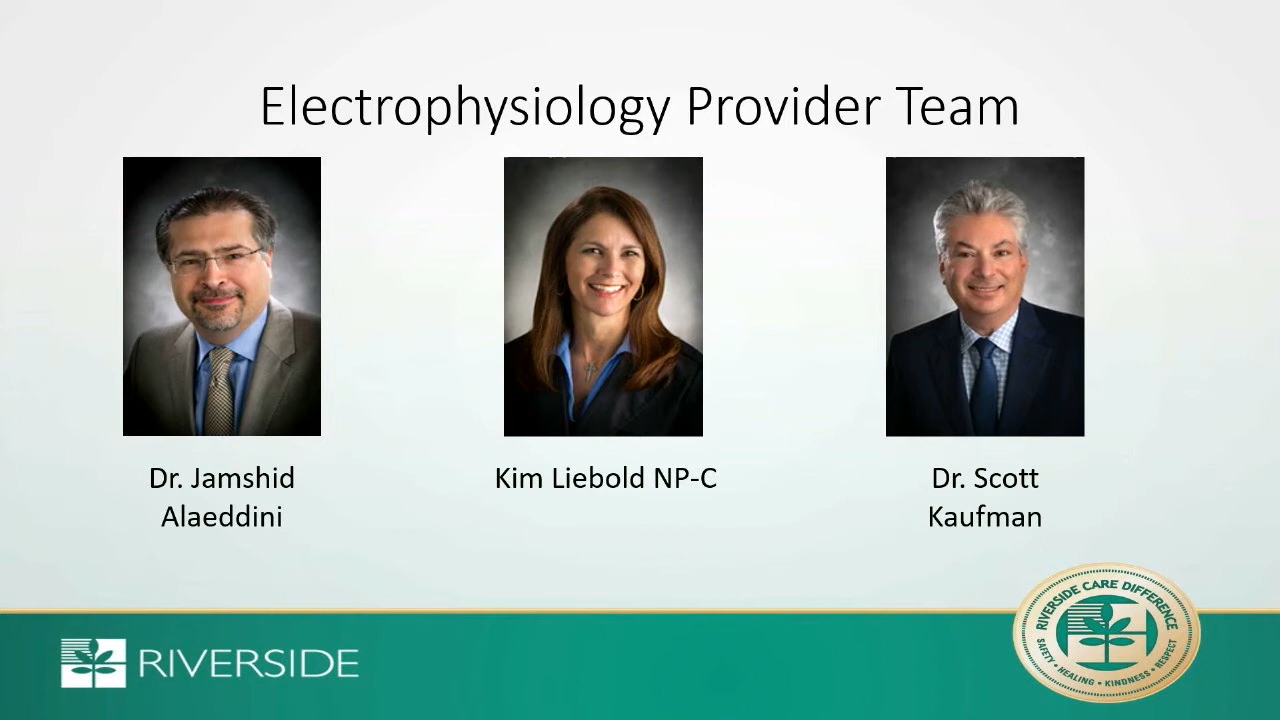 Electrophysiology Provider Team
Dr. Jamshid
Alaeddini
Kim Liebold NP-C
Dr. Scott
Kaufman
RIVERSIDE
RIVERSIDE CARE DIFFERENCE
SAFETY • HEALING • KINDNESS • RESPECT